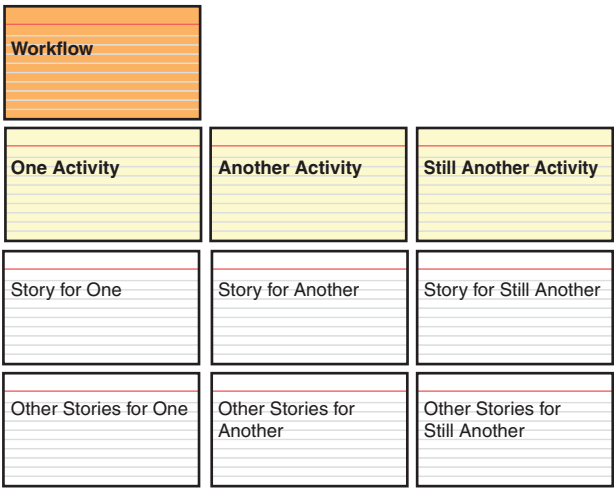 Workflow
One Activity
Another Activity
Still Another Activity
Story for One
Story for Another
Story for Still Another
Other Stories for One
Other Stories for
Another
Other Stories for
Still Another